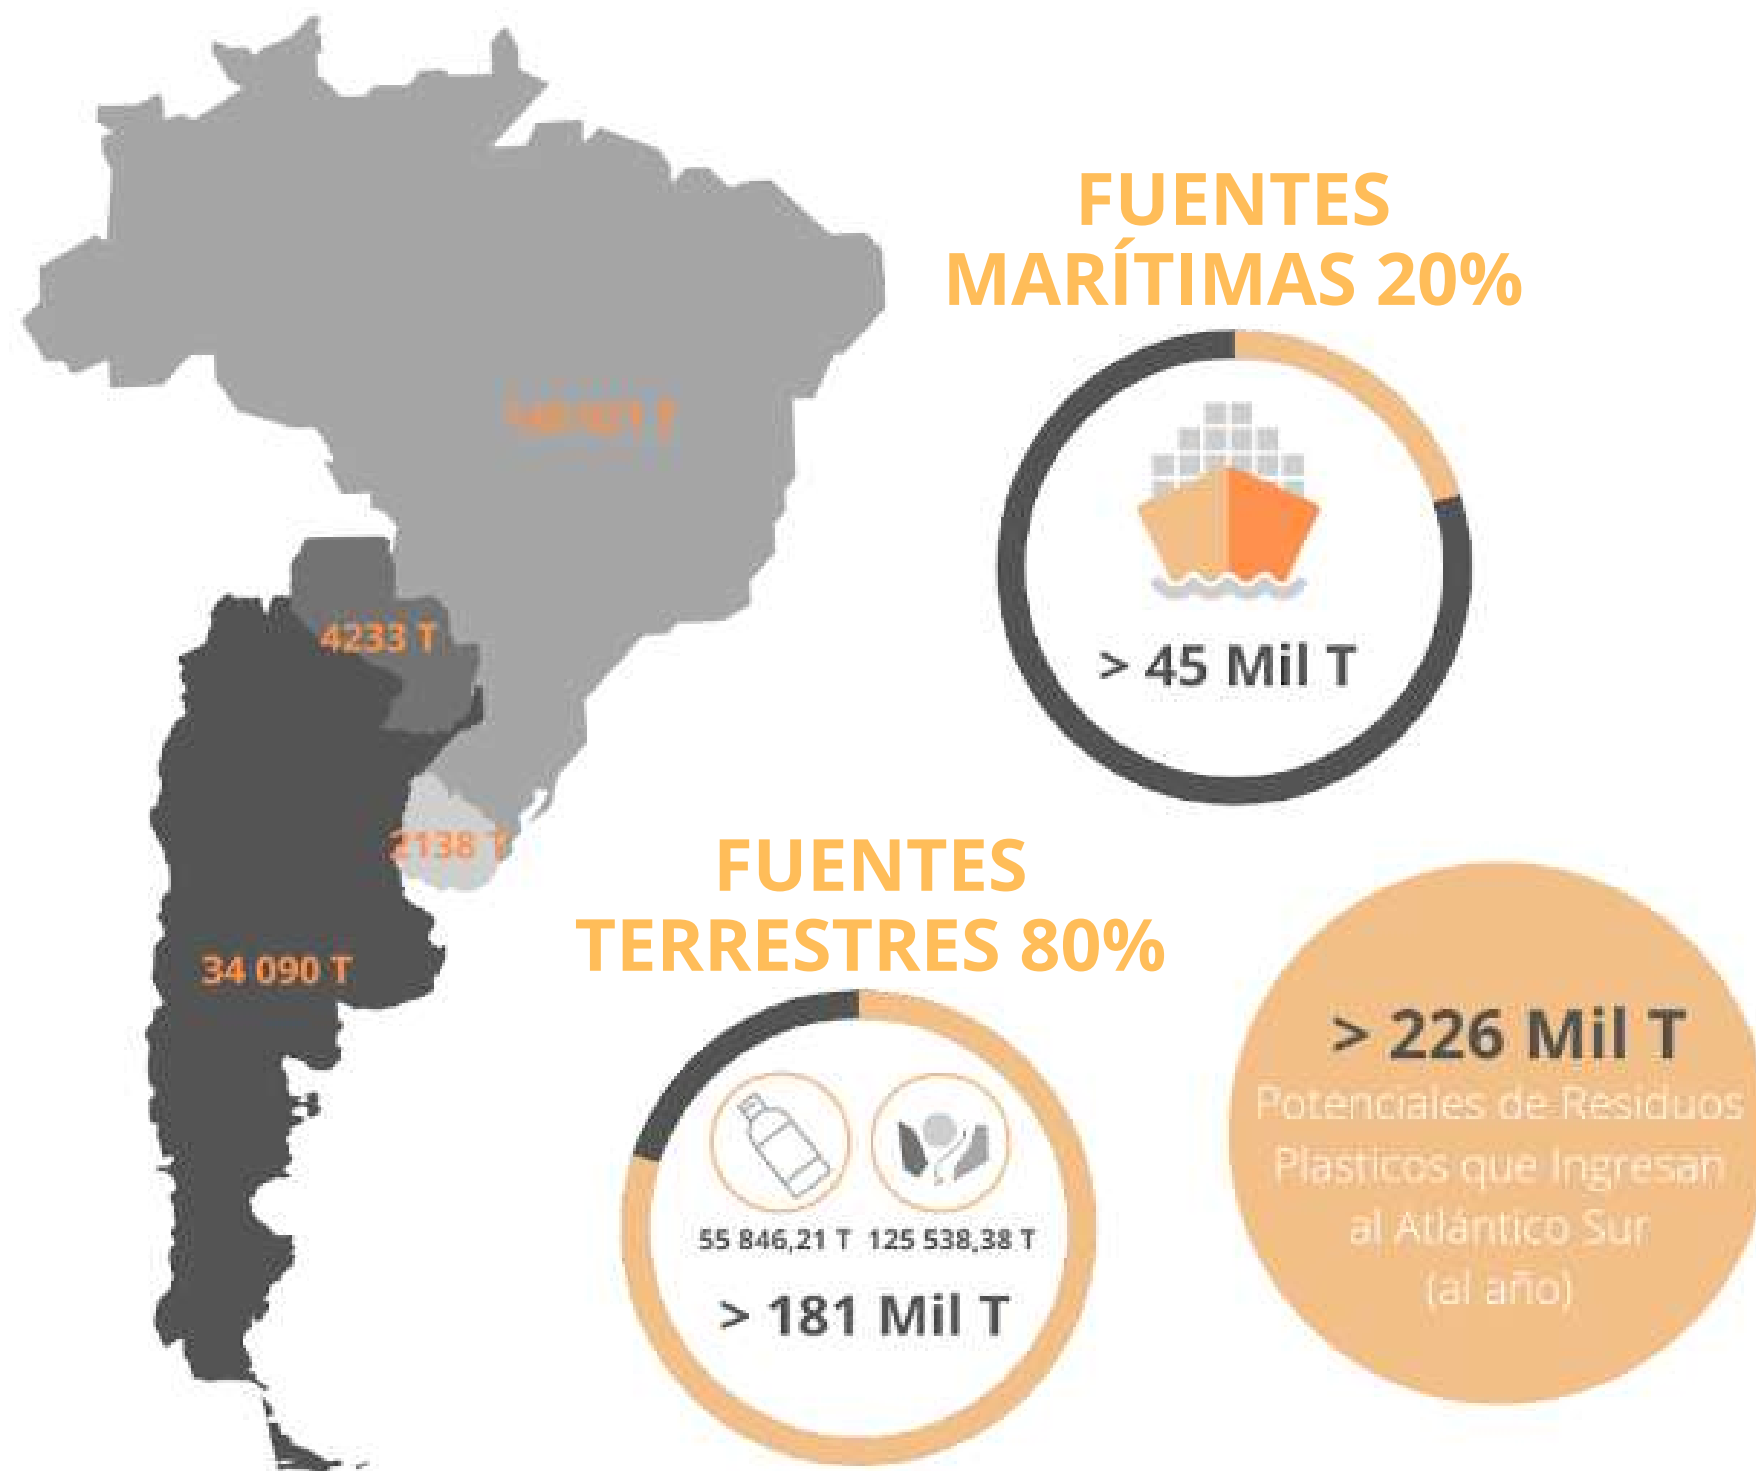 FUENTES
MARÍTIMAS 20%
> 45 Mil T
4233 T
2138 T
34 090 T
FUENTES
TERRESTRES 80%
55 846,21 T 125 538,38 T
> 181 Mil T
> 226 Mil T
Potenciales de Residuos
Plasticos que Ingresan
al Atlántico Sur
(al año)